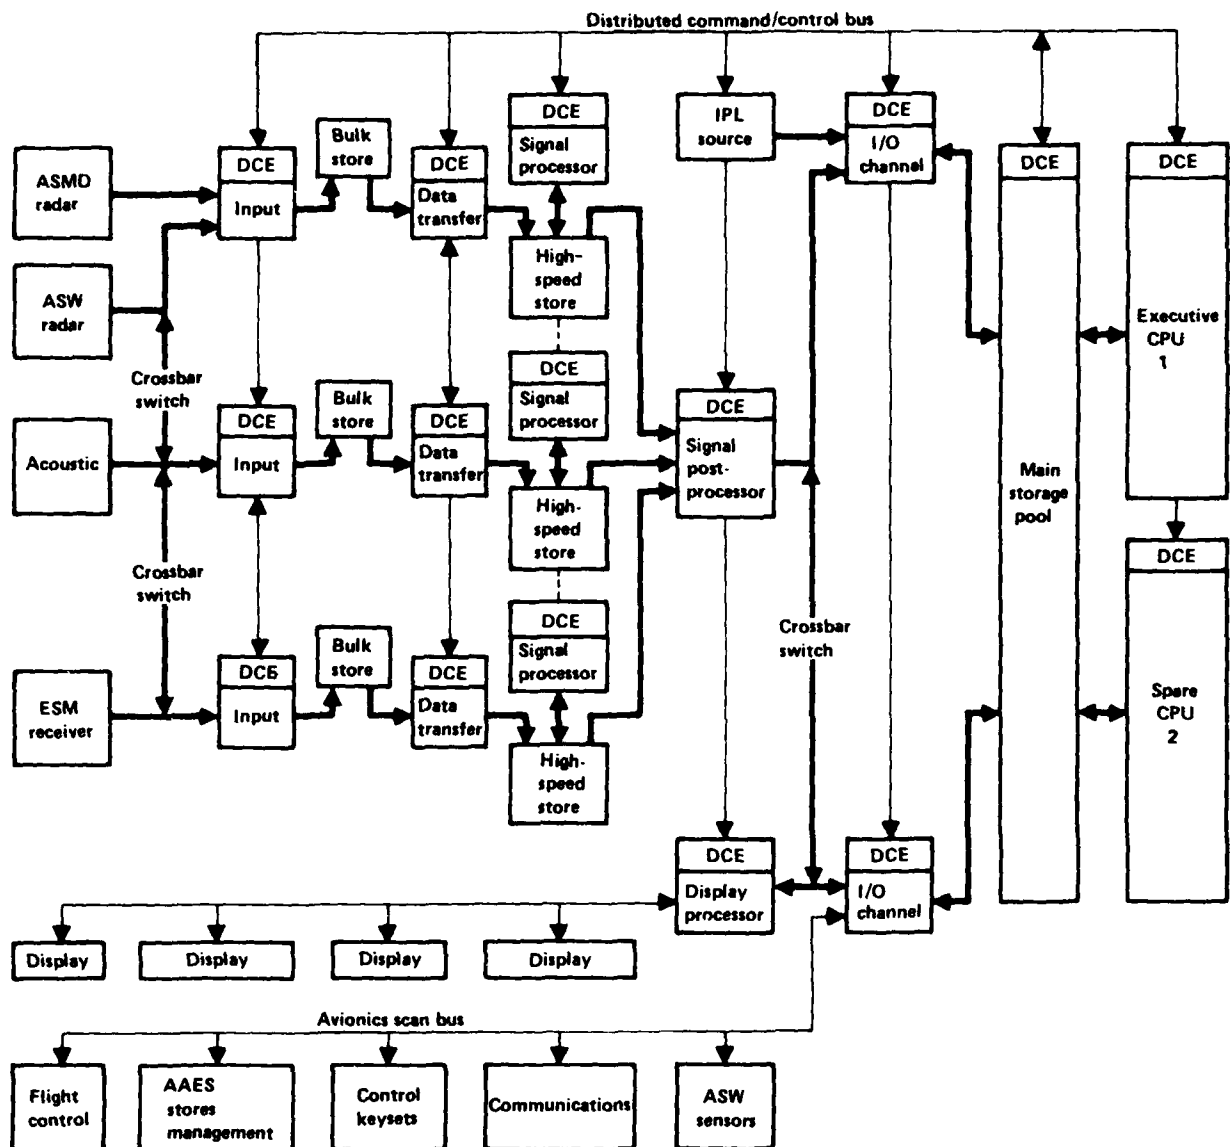 Distributed command/control bus
DCE
Signal
processor
IPL
source
DCE
I/O
channel
ASMD
radar
DCE
Input
Bulk
store
DCE
Data
transfer
High-
speed
store
DCE
DCE
ASW
radar
Executive
CPU
1
Crossbar
switch
Acoustic
DCE
Input
Bulk
store
DCE
Data
transfer
DCE
Signal
processor
High-
speed
store
DCE
Signal
post-
processor
Main
storage
pool
DCE
Crossbar
switch
ESM
receiver
DCE
Input
Bulk
store
DCE
Data
transfer
DCE
Signal
processor
High-
speed
store
Crossbar
switch
Spare
CPU
2
DCE
Display
processor
DCE
I/O
channel
Display
Display
Display
Display
Avionics scan bus
Flight
control
AAES
stores
management
Control
keysets
Communications
ASW
sensors